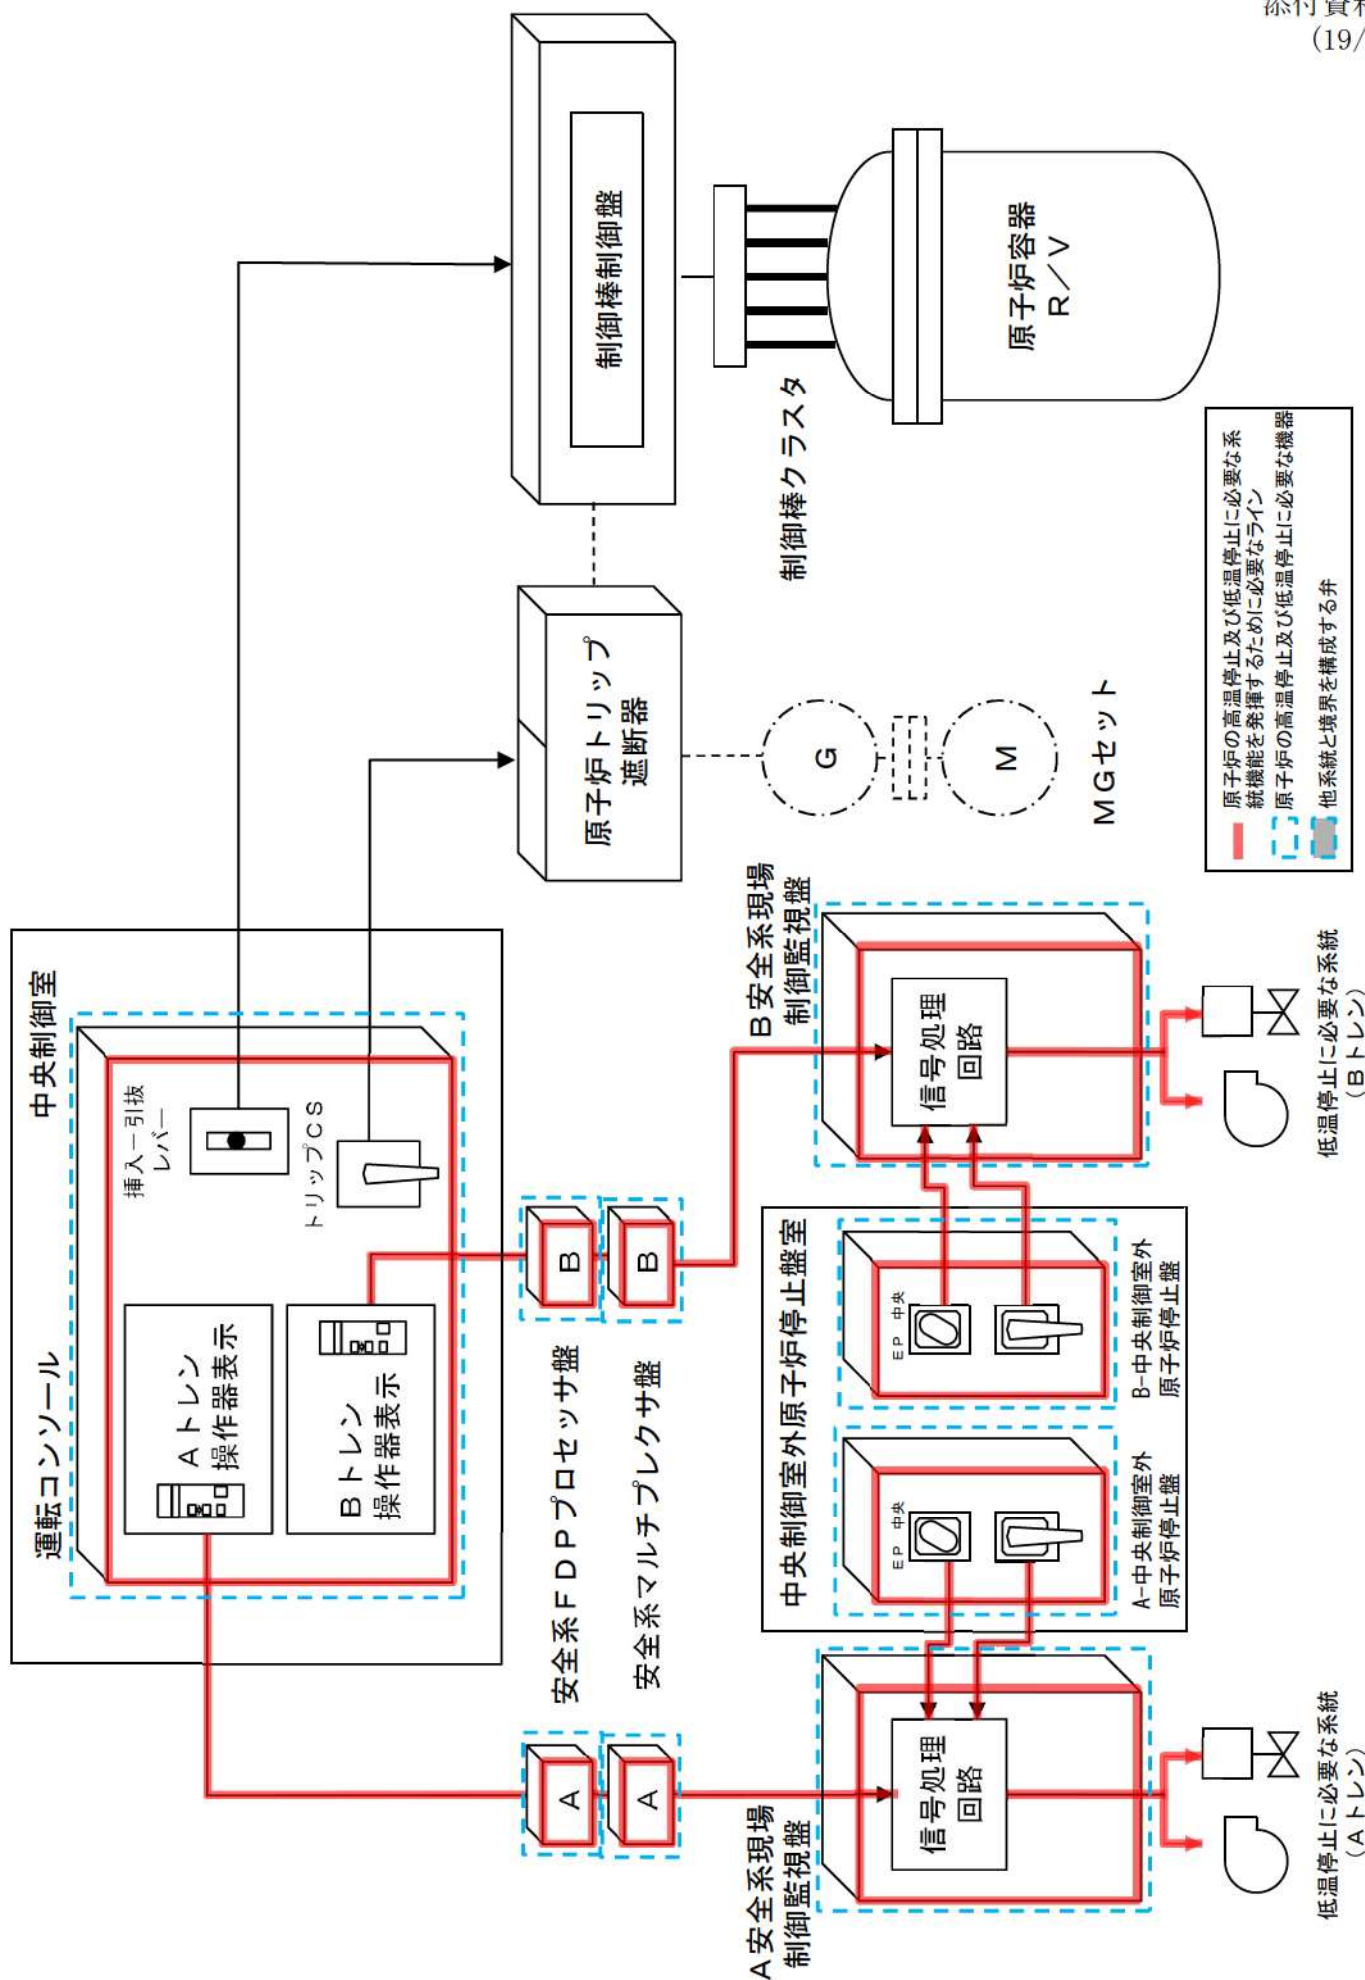 添付資料
(19/
中央制御室
運転コンソール
Aトレン
操作器表示
Bトレン
操作器表示
挿入ー引抜
レバー
トリップCS
安全系FDPプロセッサ盤
A
B
安全系マルチプレクサ盤
A
B
原子炉トリップ
遮断器
制御棒制御盤
G
M
MGセット
制御棒クラスタ
原子炉容器
R/V
A安全系現場
制御監視盤
信号処理
回路
中央制御室外原子炉停止盤室
EP 中央
A-中央制御室外
原子炉停止盤
EP 中央
B-中央制御室外
原子炉停止盤
B安全系現場
制御監視盤
信号処理
回路
低温停止に必要な系統
(Aトレン)
低温停止に必要な系統
(Bトレン)
原子炉の高温停止及び低温停止に必要な系
統機能を発揮するために必要なライン
原子炉の高温停止及び低温停止に必要な機器
他系統と境界を構成する弁